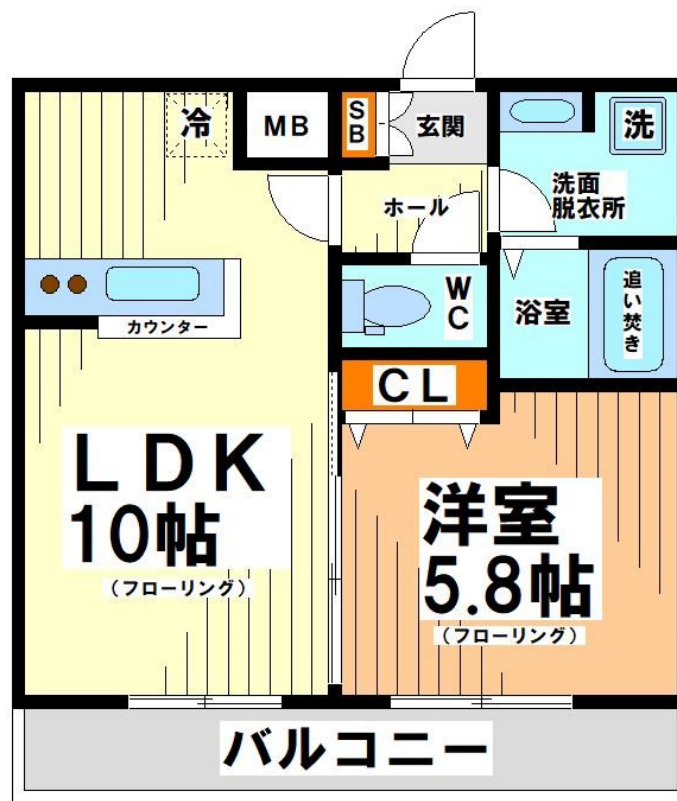 冷
MB
SB
玄関
洗
洗面
脱衣所
ホール
WC
浴室
追い焚き
カウンター
CL
LDK
10帖
（フローリング）
洋室
5.8帖
（フローリング）
バルコニー